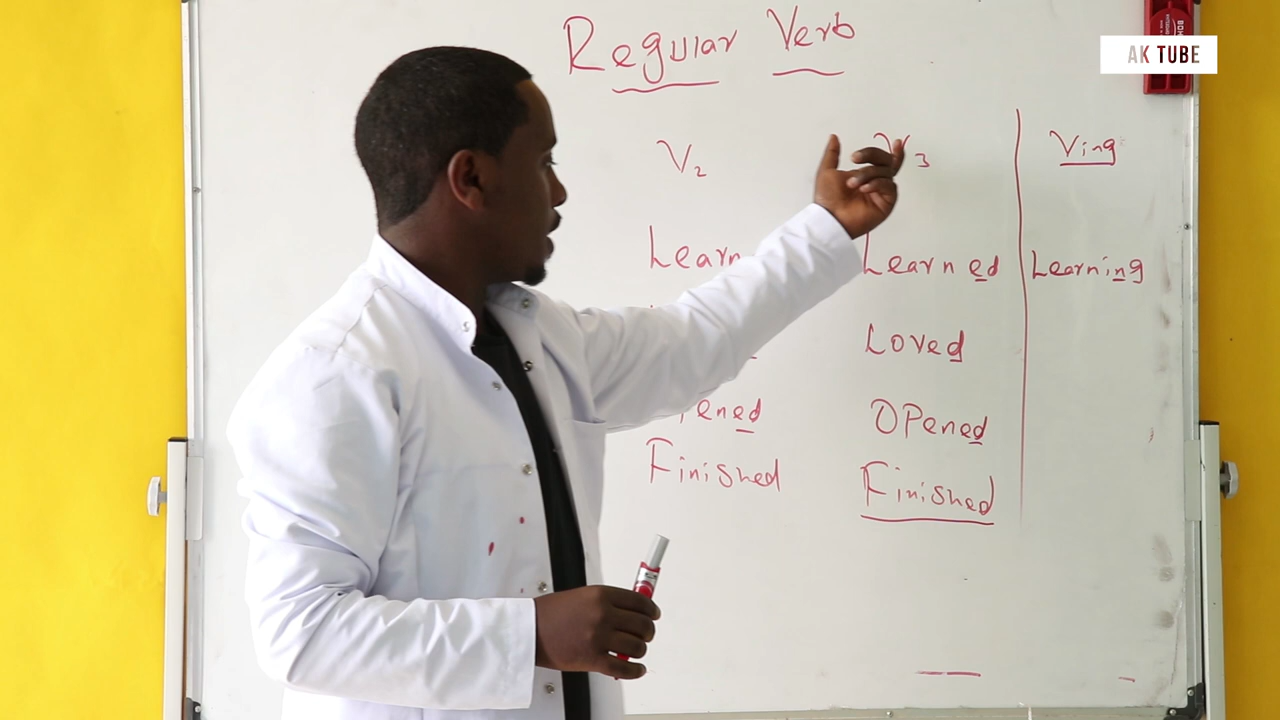 Regular Verb
AK TUBE
V2 V3 Ving
Learned Learning
Loved
Opened
Finished Finished